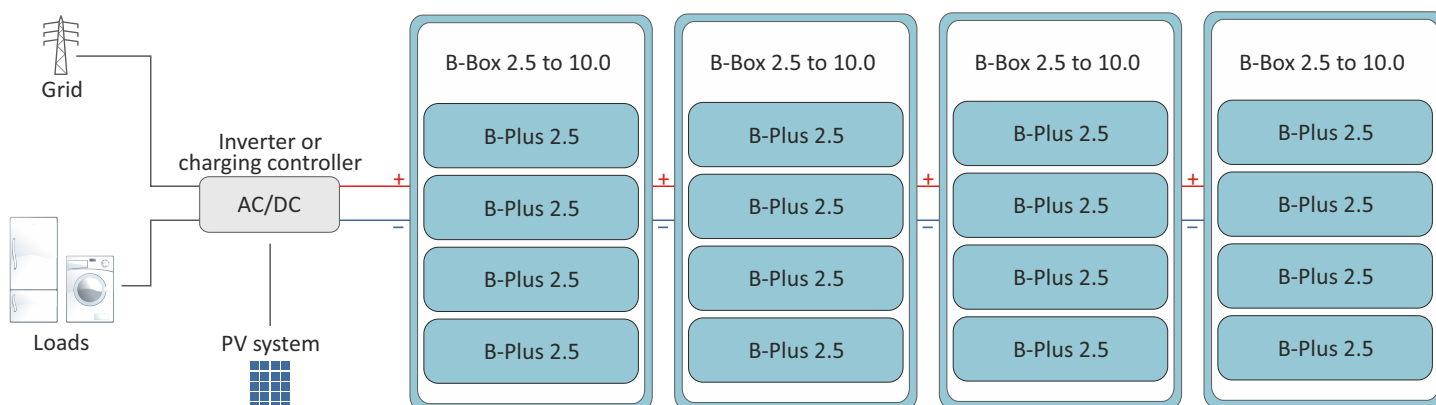 Grid
Inverter or
charging controller
AC/DC
Loads
PV system
+
−
B-Box 2.5 to 10.0
B-Plus 2.5
B-Plus 2.5
B-Plus 2.5
B-Plus 2.5
+
−
B-Box 2.5 to 10.0
B-Plus 2.5
B-Plus 2.5
B-Plus 2.5
B-Plus 2.5
+
−
B-Box 2.5 to 10.0
B-Plus 2.5
B-Plus 2.5
B-Plus 2.5
B-Plus 2.5
+
−
B-Box 2.5 to 10.0
B-Plus 2.5
B-Plus 2.5
B-Plus 2.5
B-Plus 2.5